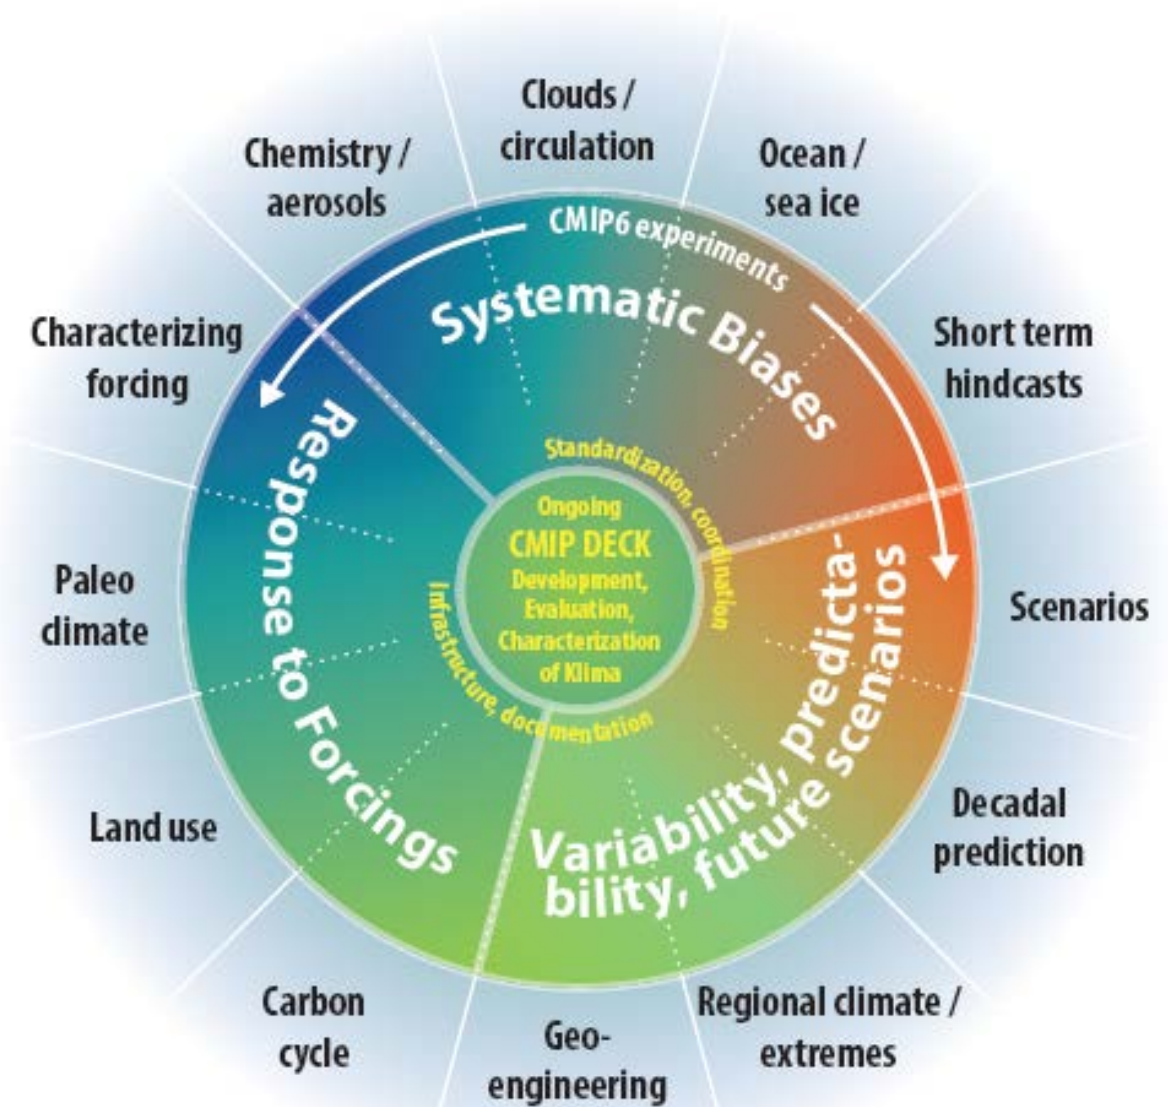 Clouds /
circulation
Ocean /
sea ice
Short term
hindcasts
Scenarios
Decadal
prediction
Regional climate /
extremes
Geo-
engineering
Carbon
cycle
Land use
Paleo
climate
Characterizing
forcing
Chemistry /
aerosols
CMIP6 experiments
Systematic Biases
Variability, predicta-
bility, future scenarios
Response to Forcings
Standardization, coordination
Infrastructure, documentation
Ongoing
CMIP DECK
Development,
Evaluation,
Characterization
of Klima